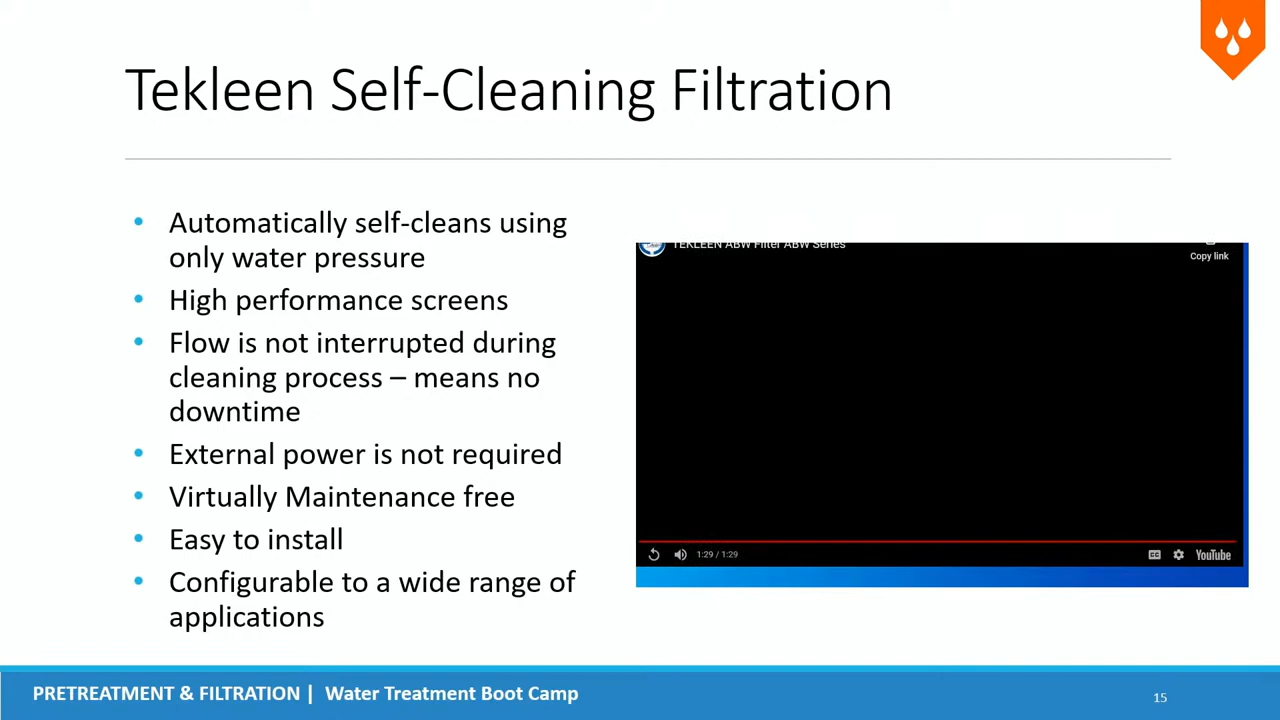 Tekleen Self-Cleaning Filtration
• Automatically self-cleans using
only water pressure
• High performance screens
• Flow is not interrupted during
cleaning process – means no
downtime
• External power is not required
• Virtually Maintenance free
• Easy to install
• Configurable to a wide range of
applications
TEKLEEN ABW Filter ABW Series
Copy link
1:29 / 1:29
CC
YouTube
PRETREATMENT & FILTRATION | Water Treatment Boot Camp
15